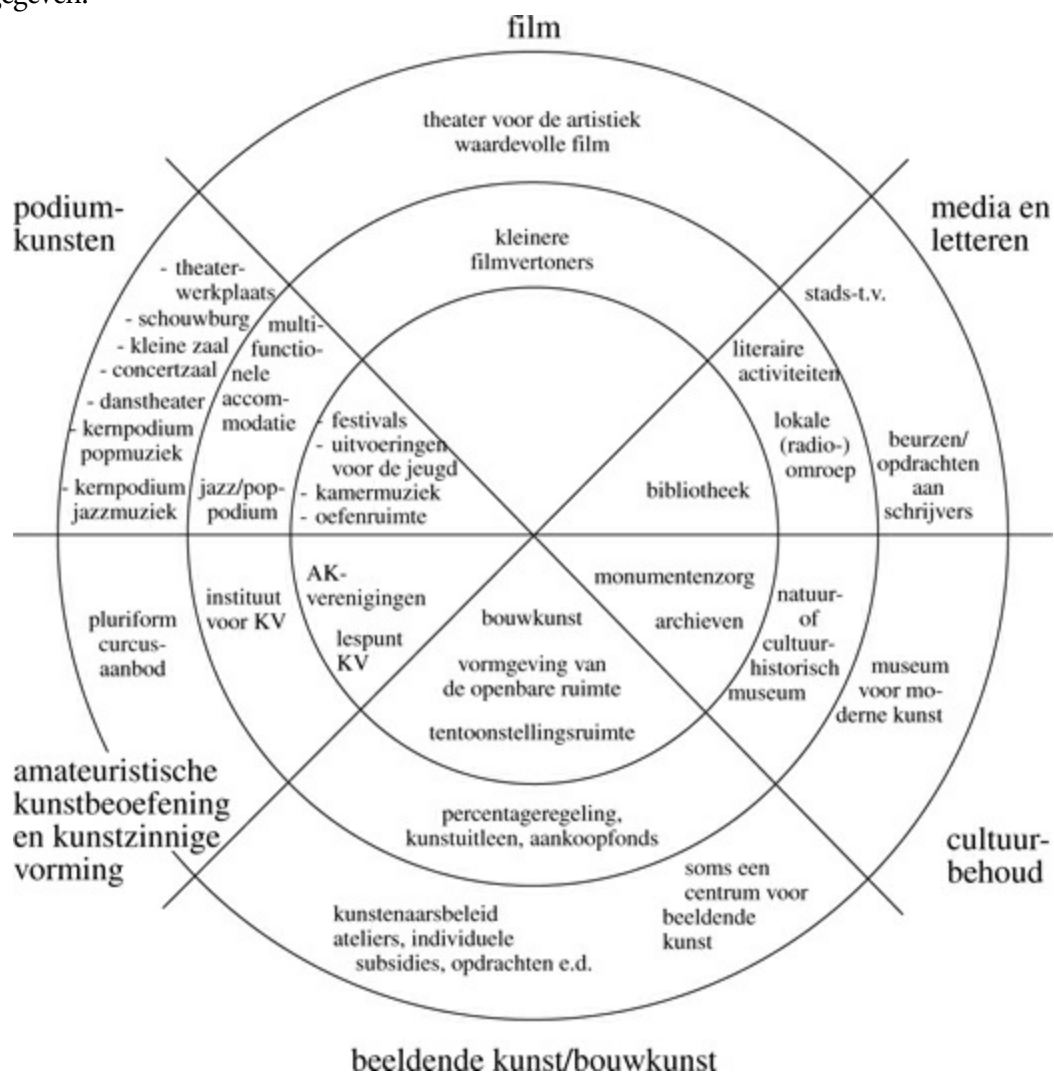 gegeven.
film
theater voor de artistiek
waardevolle film
kleinere
filmvertoners
podium-
kunsten
- theater-
werkplaats
- schouwburg
- kleine zaal
- concertzaal
- danstheater
- kernpodium
popmuziek
- kernpodium
jazzmuziek
multi-
functio-
nele
accom-
modatie
jazz/pop-
podium
- festivals
- uitvoeringen
voor de jeugd
- kamermuziek
- oefenruimte
media en
letteren
stads-t.v.
beurzen/
opdrachten
aan
schrijvers
literaire
activiteiten
lokale
(radio-)
omroep
bibliotheek
pluriform
curcus-
aanbod
instituut
voor KV
AK-
verenigingen
lespunt
KV
amateuristische
kunstbeoefening
en kunstzinnige
vorming
bouwkunst
vormgeving van
de openbare ruimte
tentoonstellingsruimte
percentageregeling,
kunstuitleen, aankoopfonds
kunstenaarsbeleid
ateliers, individuele
subsidies, opdrachten e.d.
soms een
centrum voor
beeldende
kunst
monumentenzorg
archieven
natuur-
of
cultuur-
historisch
museum
museum
voor mo-
derne kunst
cultuur-
behoud
beeldende kunst/bouwkunst